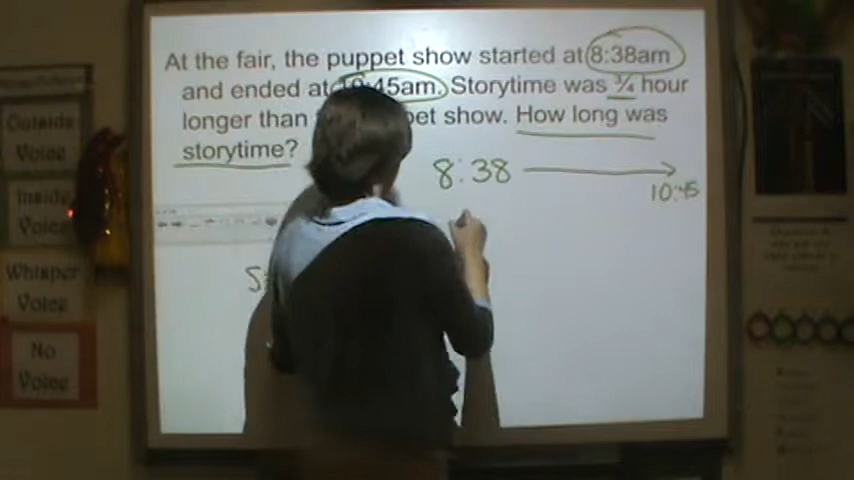 At the fair, the puppet show started at 8:38am
and ended at 10:45am. Storytime was ¾ hour
longer than pet show. How long was
storytime?
8:38
10:45
S
Outside
Voice
Inside
Voice
Whisper
Voice
No
Voice